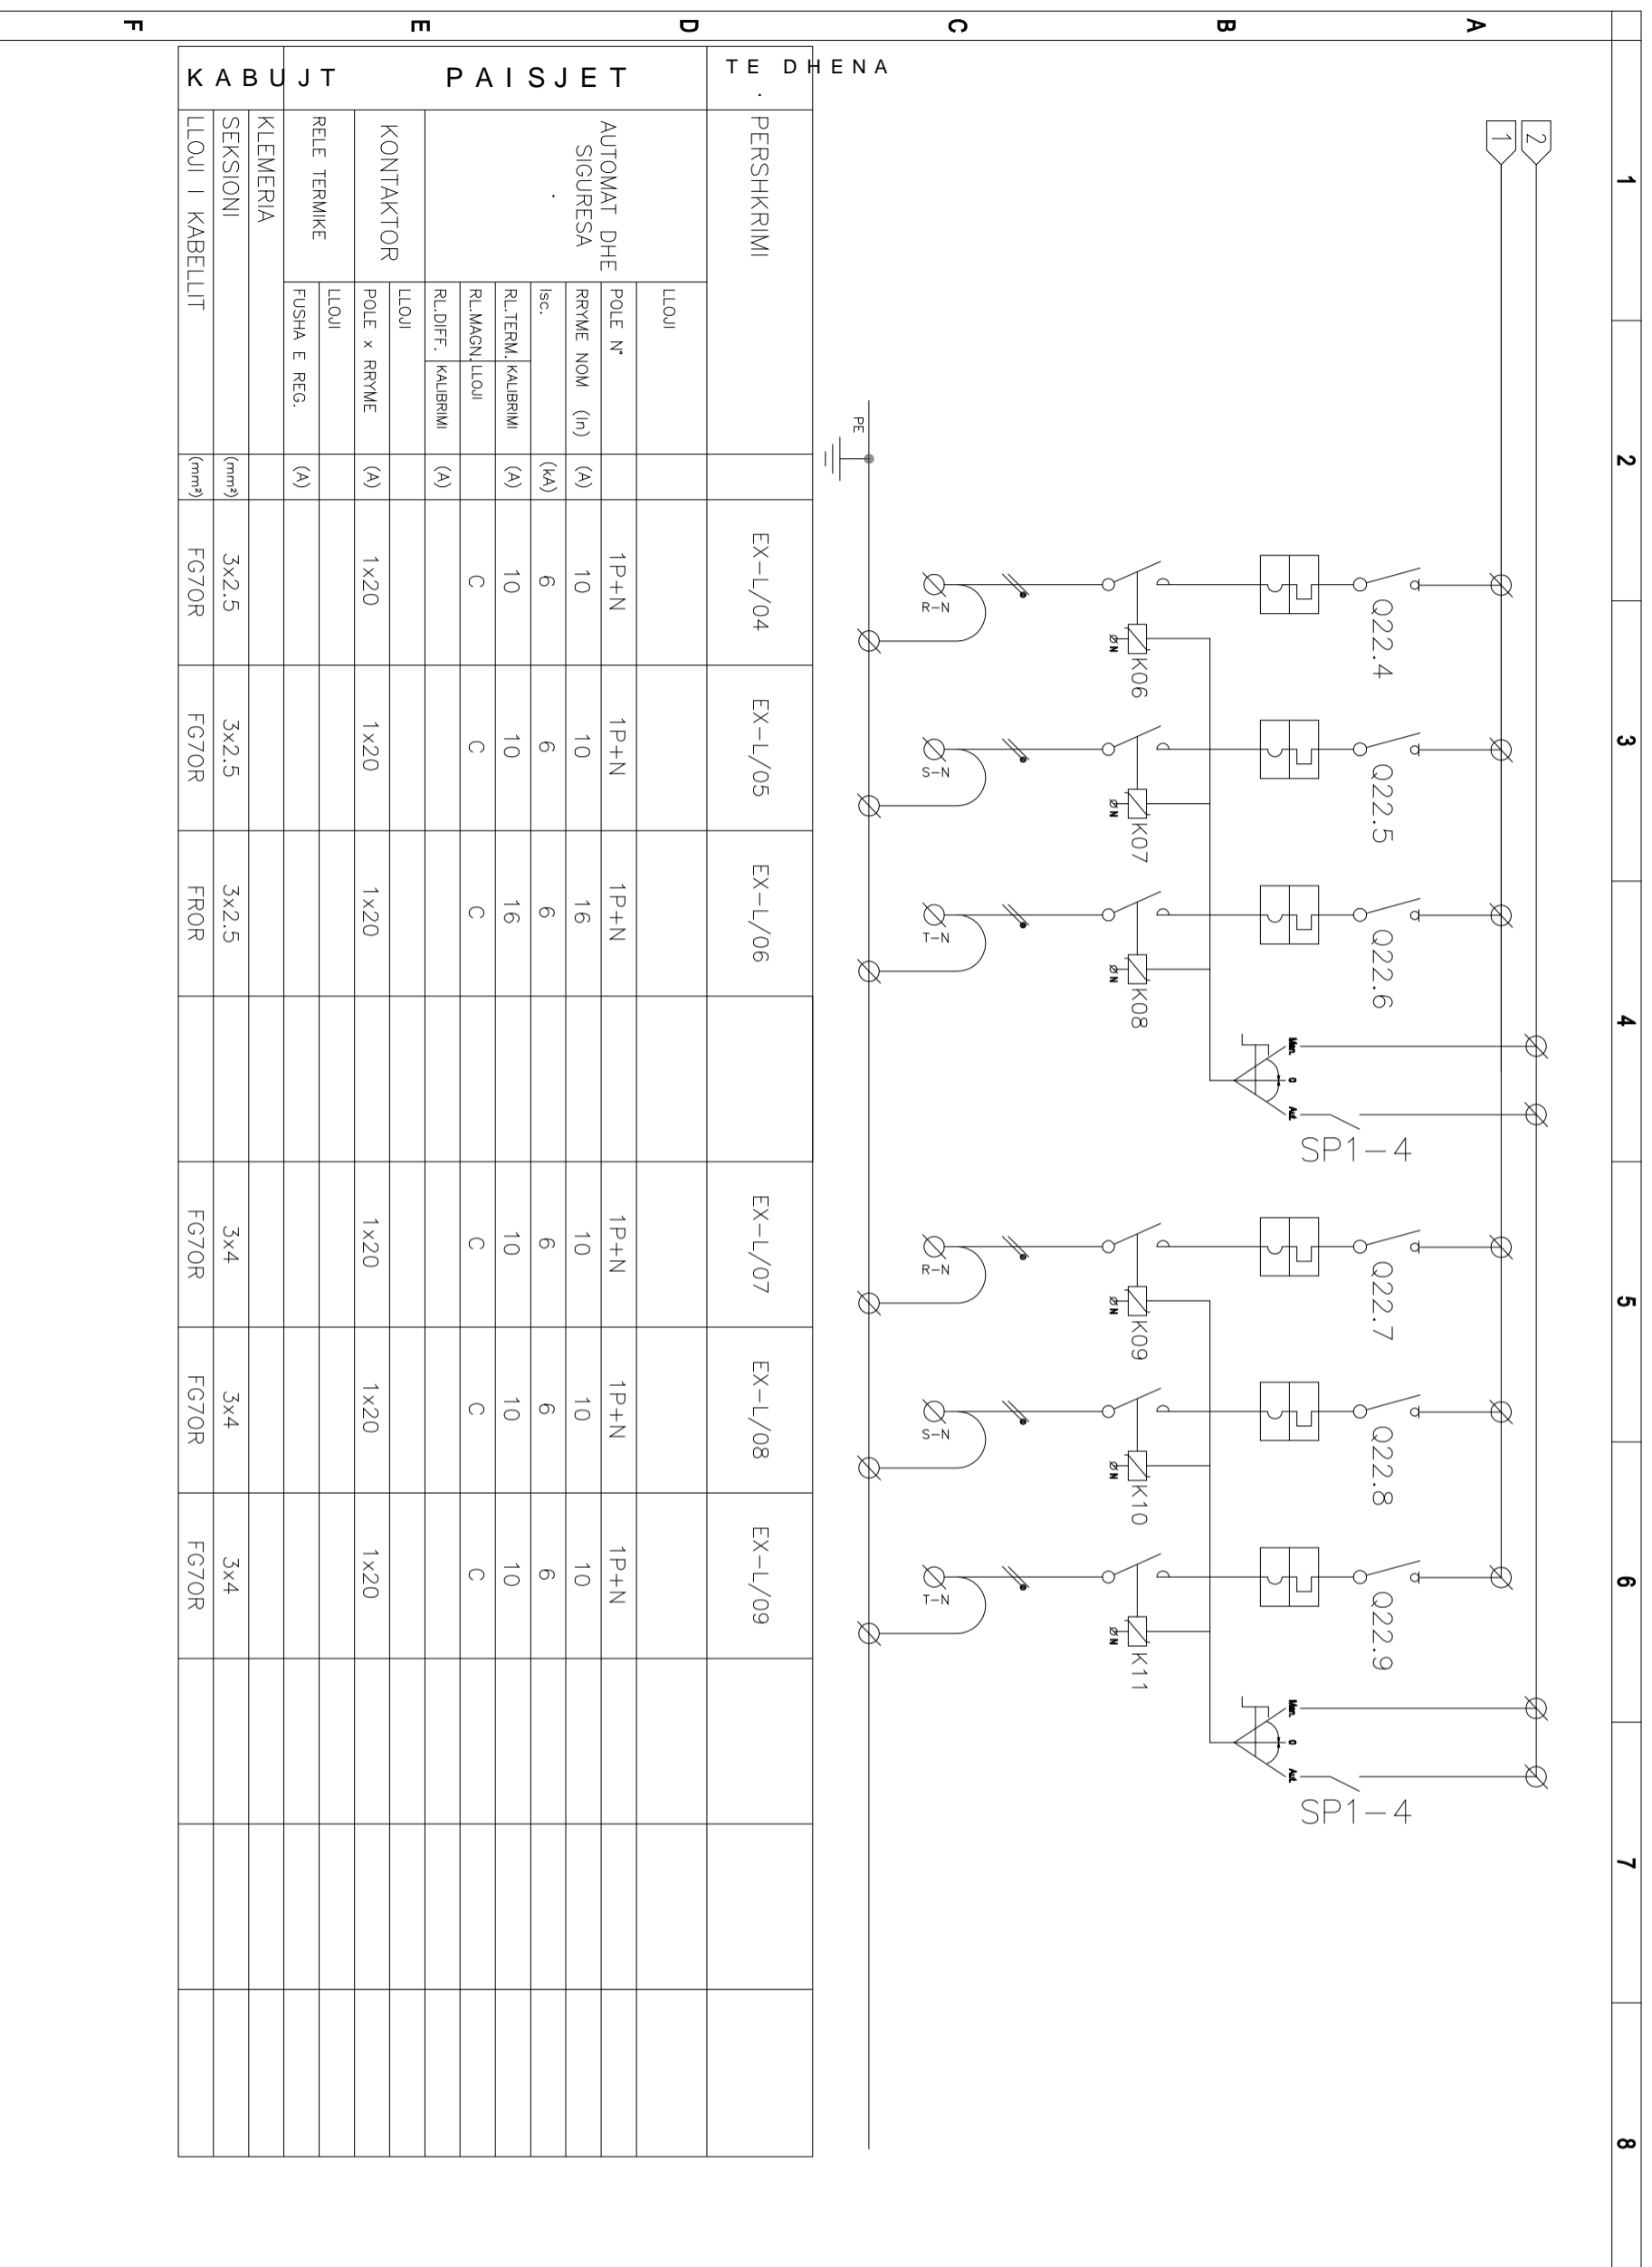 1 2 3 4 5 6 7 8
A
B
C
D
E
F
2
1
Q22.4 Q22.5 Q22.6 SP1-4 Q22.7 Q22.8 Q22.9 SP1-4
Man. 0 Aut. Man. 0 Aut.
K06 K07 K08 K09 K10 K11
N N N N N N
R-N S-N T-N R-N S-N T-N
PE
TE DHENA
PERSHKRIMI EX-L/04 EX-L/05 EX-L/06 EX-L/07 EX-L/08 EX-L/09
PAISJET
AUTOMAT DHE
SIGURESA
LLOJI
POLE N° 1P+N 1P+N 1P+N 1P+N 1P+N 1P+N
RRYME NOM (In) (A) 10 10 16 10 10 10
Isc. (kA) 6 6 6 6 6 6
RL.TERM. KALIBRIMI (A) 10 10 16 10 10 10
RL.MAGN. LLOJI C C C C C C
RL.DIFF. KALIBRIMI (A)
KONTAKTOR
LLOJI
POLE x RRYME (A) 1x20 1x20 1x20 1x20 1x20 1x20
RELE TERMIKE
LLOJI
FUSHA E REG. (A)
KABUJT
KLEMERIA
SEKSIONI (mm²) 3x2.5 3x2.5 3x2.5 3x4 3x4 3x4
LLOJI I KABELLIT (mm²) FG7OR FG7OR FROR FG7OR FG7OR FG7OR